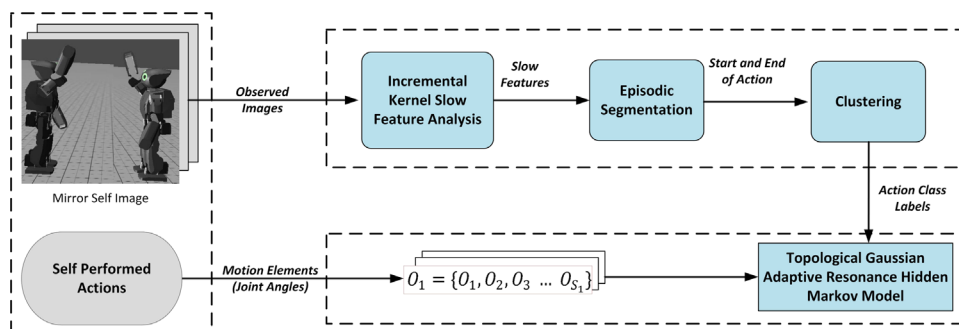 Mirror Self Image
Observed
Images
Incremental
Kernel Slow
Feature Analysis
Slow
Features
Episodic
Segmentation
Start and End
of Action
Clustering
Action Class
Labels
Self Performed
Actions
Motion Elements
(Joint Angles)
O₁ = {O₁, O₂, O₃ … O_{S₁}}
Topological Gaussian
Adaptive Resonance Hidden
Markov Model